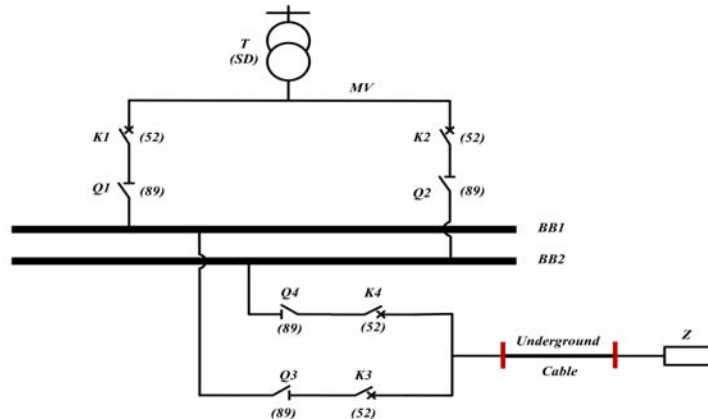 T
(SD)
MV
K1 (52)
K2 (52)
Q1 (89)
Q2 (89)
BB1
BB2
Q4 K4
(89) (52)
Underground Z
Cable
Q3 K3
(89) (52)